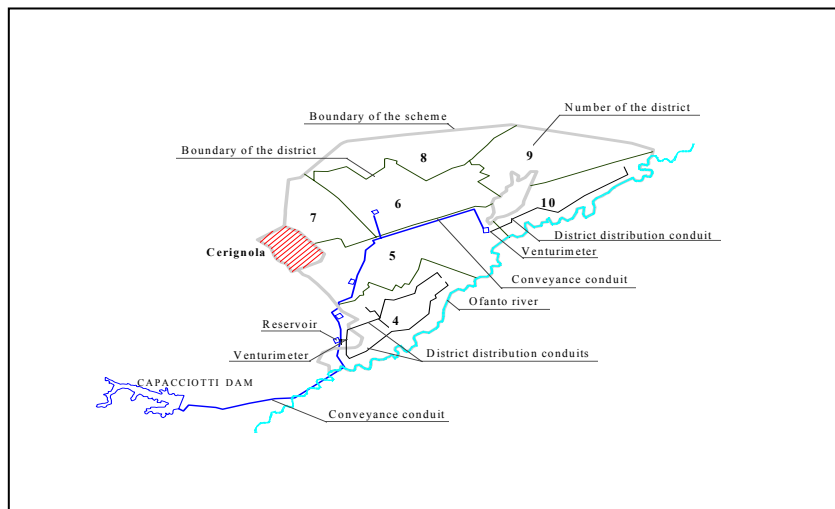 Number of the district
Boundary of the scheme
Boundary of the district
8
9
6
10
7
District distribution conduit
Cerignola
Venturimeter
5
Conveyance conduit
Ofanto river
4
Reservoir
Venturimeter
District distribution conduits
CAPACCIOTTI DAM
Conveyance conduit